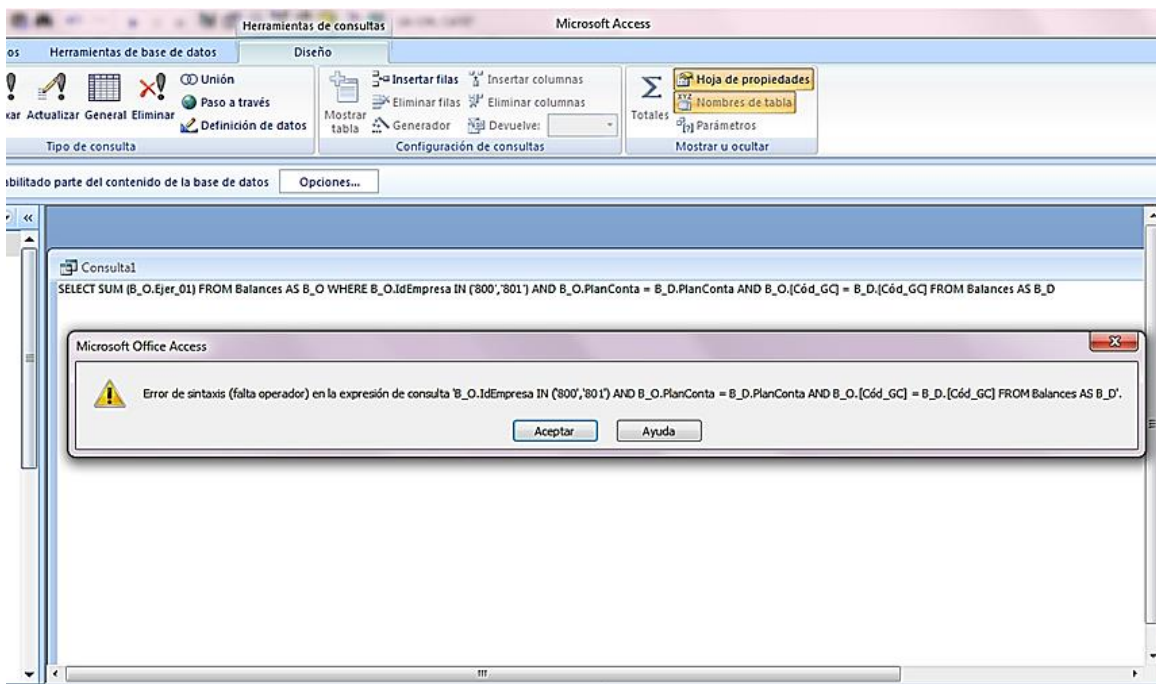 Herramientas de consultas
Microsoft Access
os
Herramientas de base de datos
Diseño
Unión
Paso a través
Definición de datos
xar Actualizar General Eliminar
Tipo de consulta
Mostrar tabla
Insertar filas
Eliminar filas
Generador
Insertar columnas
Eliminar columnas
Devuelve:
Configuración de consultas
Totales
Hoja de propiedades
Nombres de tabla
Parámetros
Mostrar u ocultar
abilitado parte del contenido de la base de datos
Opciones...
Consulta1
SELECT SUM (B_O.Ejer_01) FROM Balances AS B_O WHERE B_O.IdEmpresa IN ('800','801') AND B_O.PlanConta = B_D.PlanConta AND B_O.[Cód_GC] = B_D.[Cód_GC] FROM Balances AS B_D
Microsoft Office Access
Error de sintaxis (falta operador) en la expresión de consulta 'B_O.IdEmpresa IN ('800','801') AND B_O.PlanConta = B_D.PlanConta AND B_O.[Cód_GC] = B_D.[Cód_GC] FROM Balances AS B_D'.
Aceptar
Ayuda